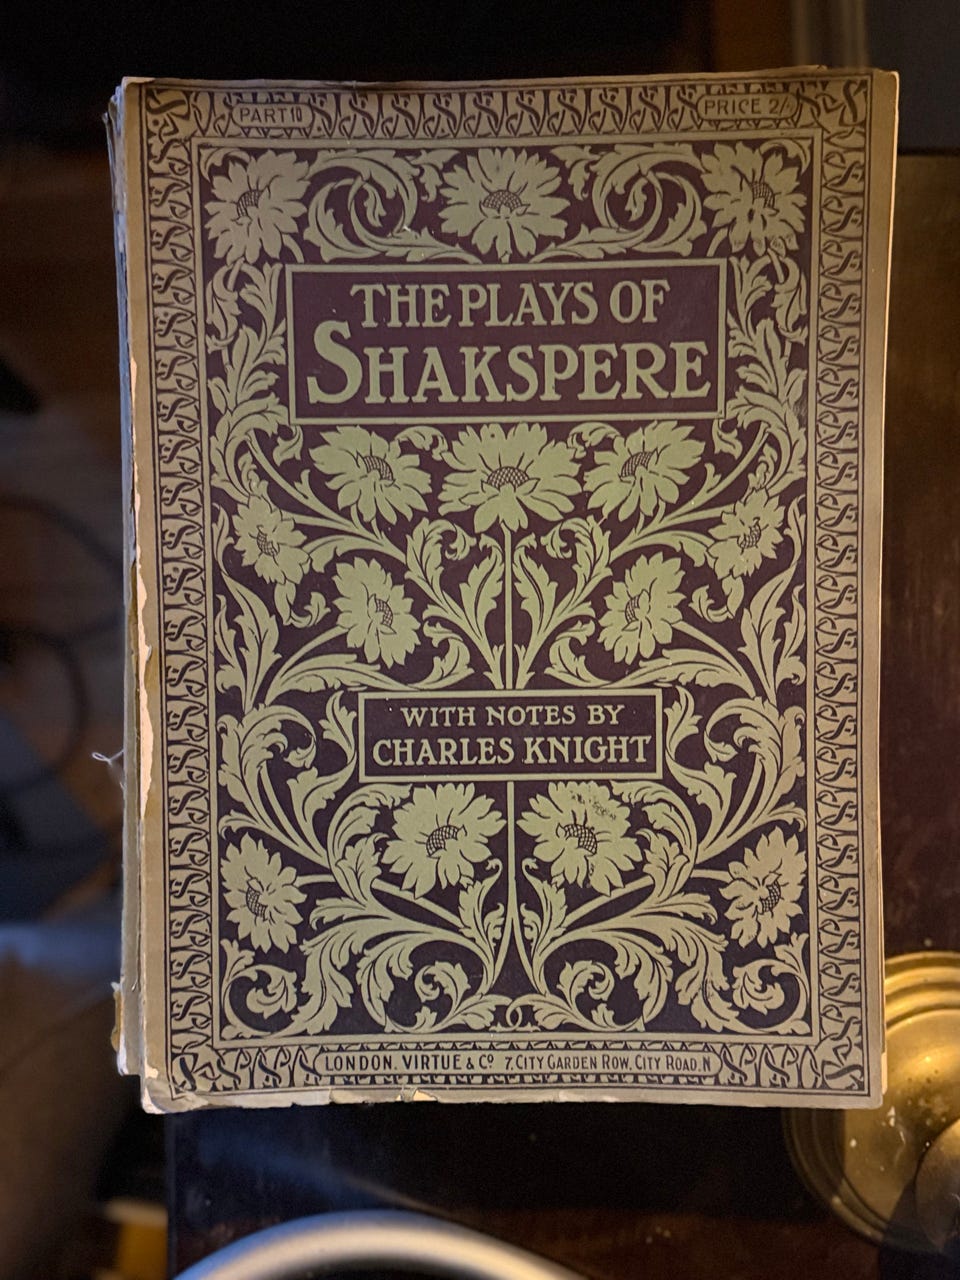 PART 10
PRICE 2/-
THE PLAYS OF
SHAKSPERE
WITH NOTES BY
CHARLES KNIGHT
LONDON. VIRTUE & Cº 7, CITY GARDEN ROW, CITY ROAD, N